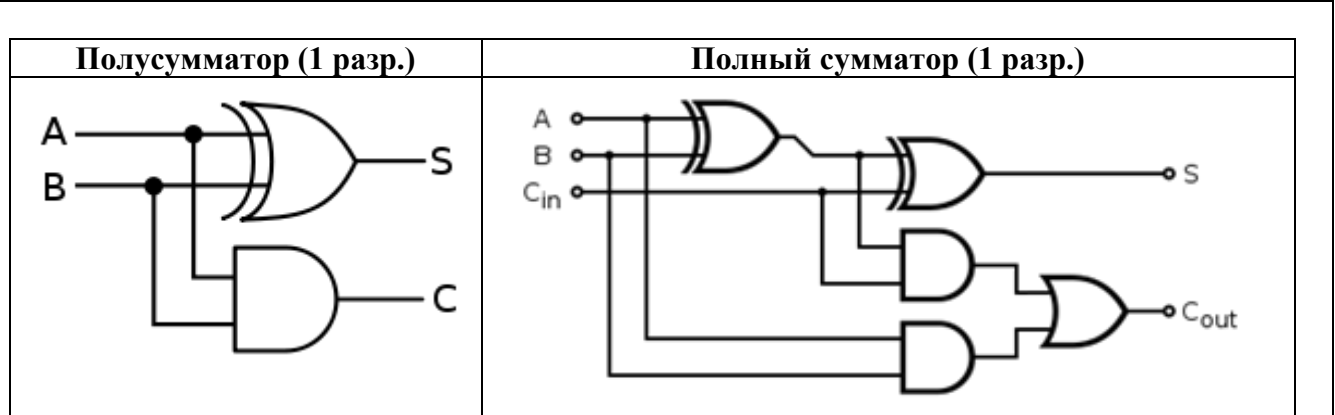 Полусумматор (1 разр.)
Полный сумматор (1 разр.)
A
B
S
C
A
B
Cin
S
Cout